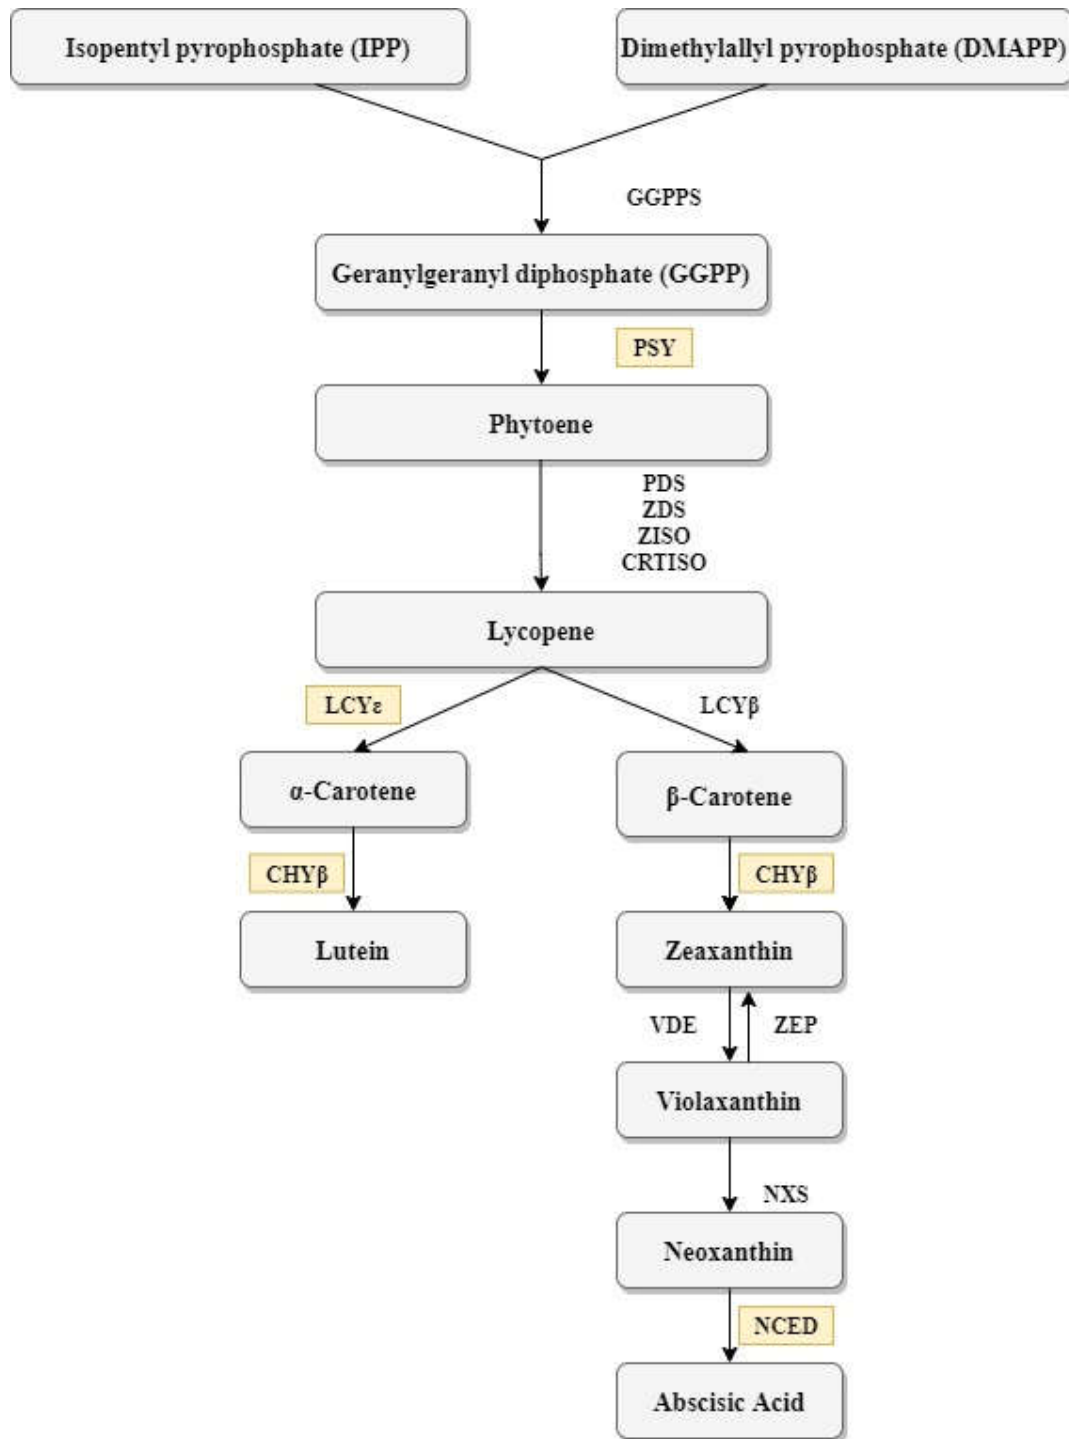 Isopentyl pyrophosphate (IPP)
Dimethylallyl pyrophosphate (DMAPP)
GGPPS
Geranylgeranyl diphosphate (GGPP)
PSY
Phytoene
PDS
ZDS
ZISO
CRTISO
Lycopene
LCYε
LCYβ
α-Carotene
β-Carotene
CHYβ
CHYβ
Lutein
Zeaxanthin
VDE
ZEP
Violaxanthin
NXS
Neoxanthin
NCED
Abscisic Acid